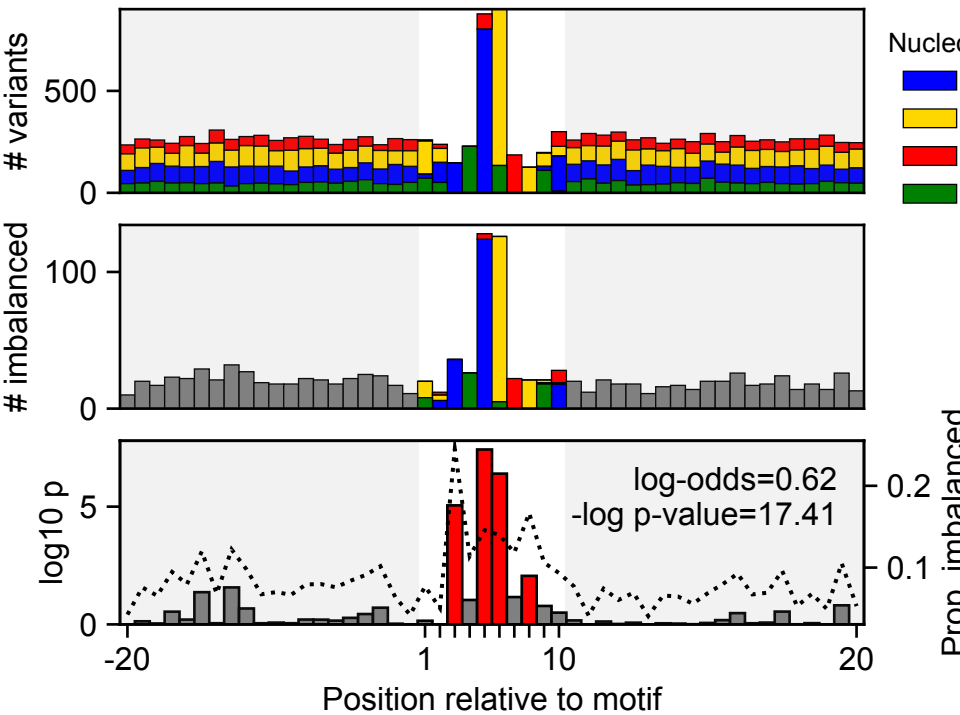 # variants
500
0
Nucleo
# imbalanced
100
0
log10 p
5
0
log-odds=0.62
-log p-value=17.41
0.2
0.1
Prop. imbalanced
-20
1
10
20
Position relative to motif